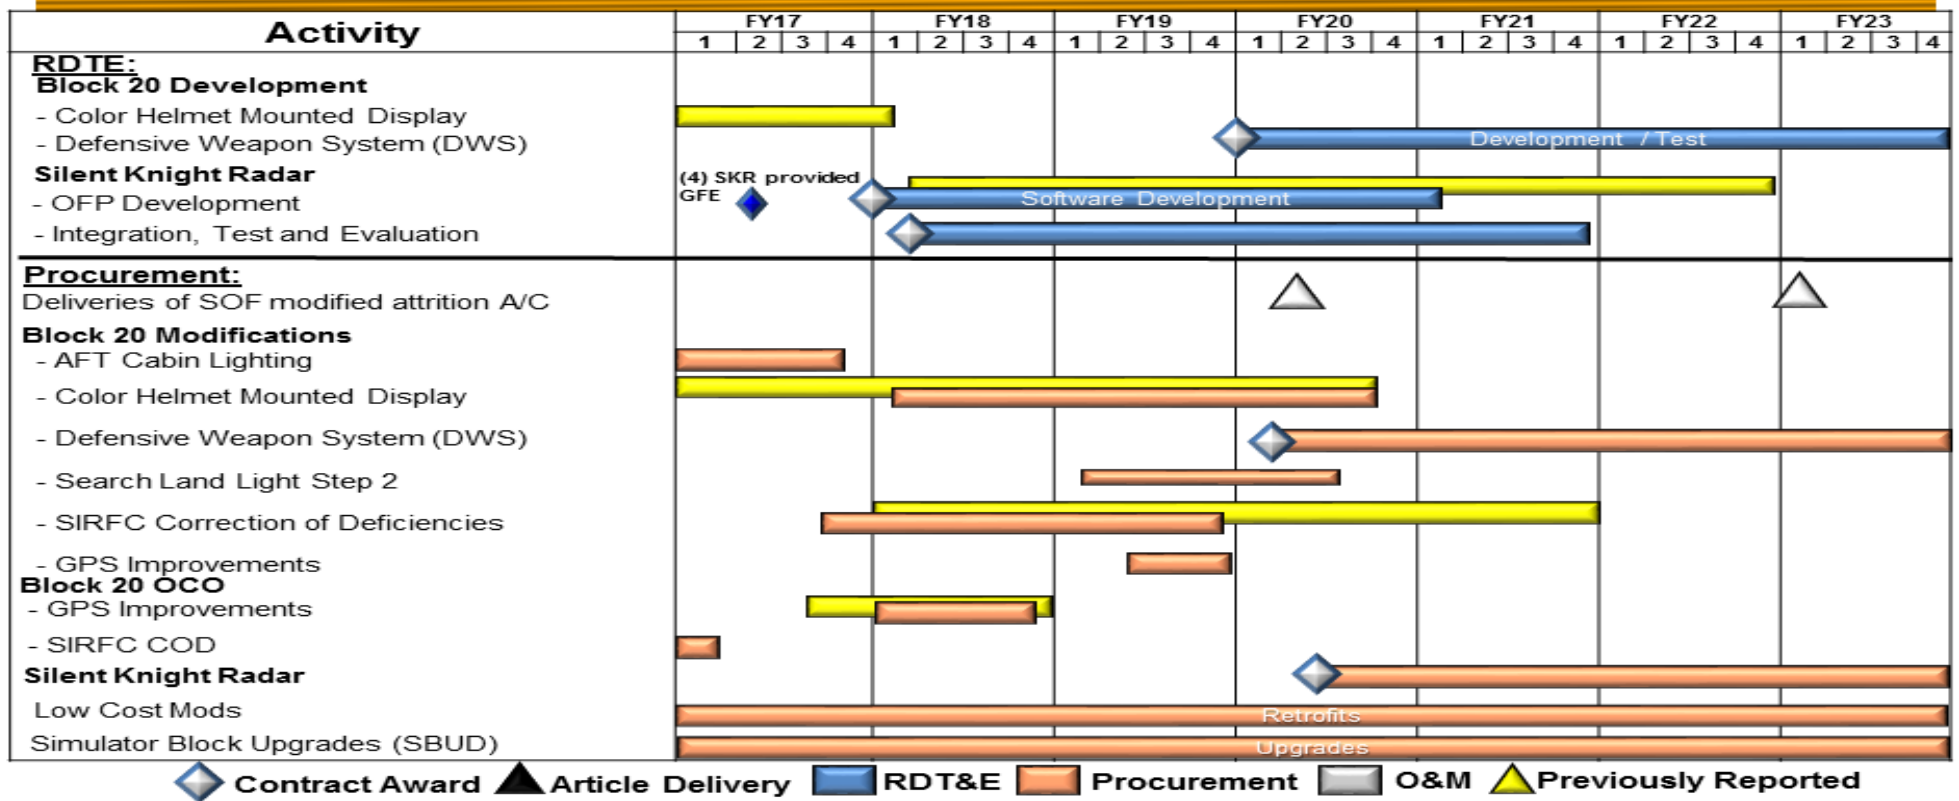 Activity FY17 FY18 FY19 FY20 FY21 FY22 FY23
1 2 3 4 1 2 3 4 1 2 3 4 1 2 3 4 1 2 3 4 1 2 3 4 1 2 3 4
RDTE:
Block 20 Development
- Color Helmet Mounted Display
- Defensive Weapon System (DWS) Development / Test
Silent Knight Radar (4) SKR provided
GFE
- OFP Development Software Development
- Integration, Test and Evaluation
Procurement:
Deliveries of SOF modified attrition A/C
Block 20 Modifications
- AFT Cabin Lighting
- Color Helmet Mounted Display
- Defensive Weapon System (DWS)
- Search Land Light Step 2
- SIRFC Correction of Deficiencies
- GPS Improvements
Block 20 OCO
- GPS Improvements
- SIRFC COD
Silent Knight Radar
Low Cost Mods Retrofits
Simulator Block Upgrades (SBUD) Upgrades
Contract Award Article Delivery RDT&E Procurement O&M Previously Reported